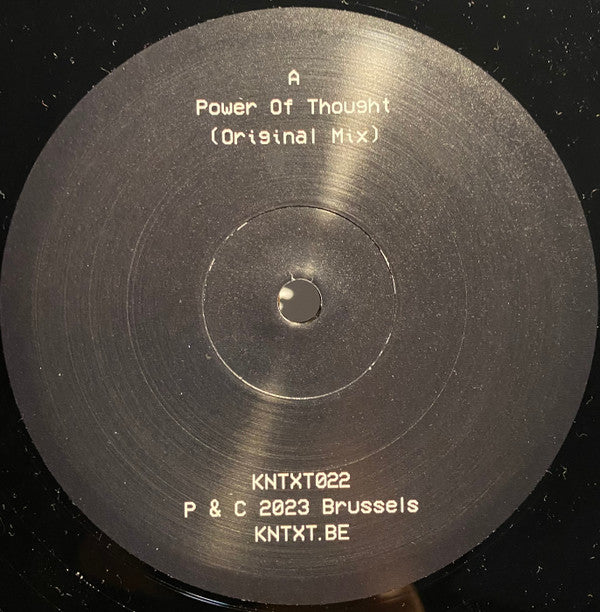 A
Power Of Thought
(Original Mix)
KNTXT022
P & C 2023 Brussels
KNTXT.BE